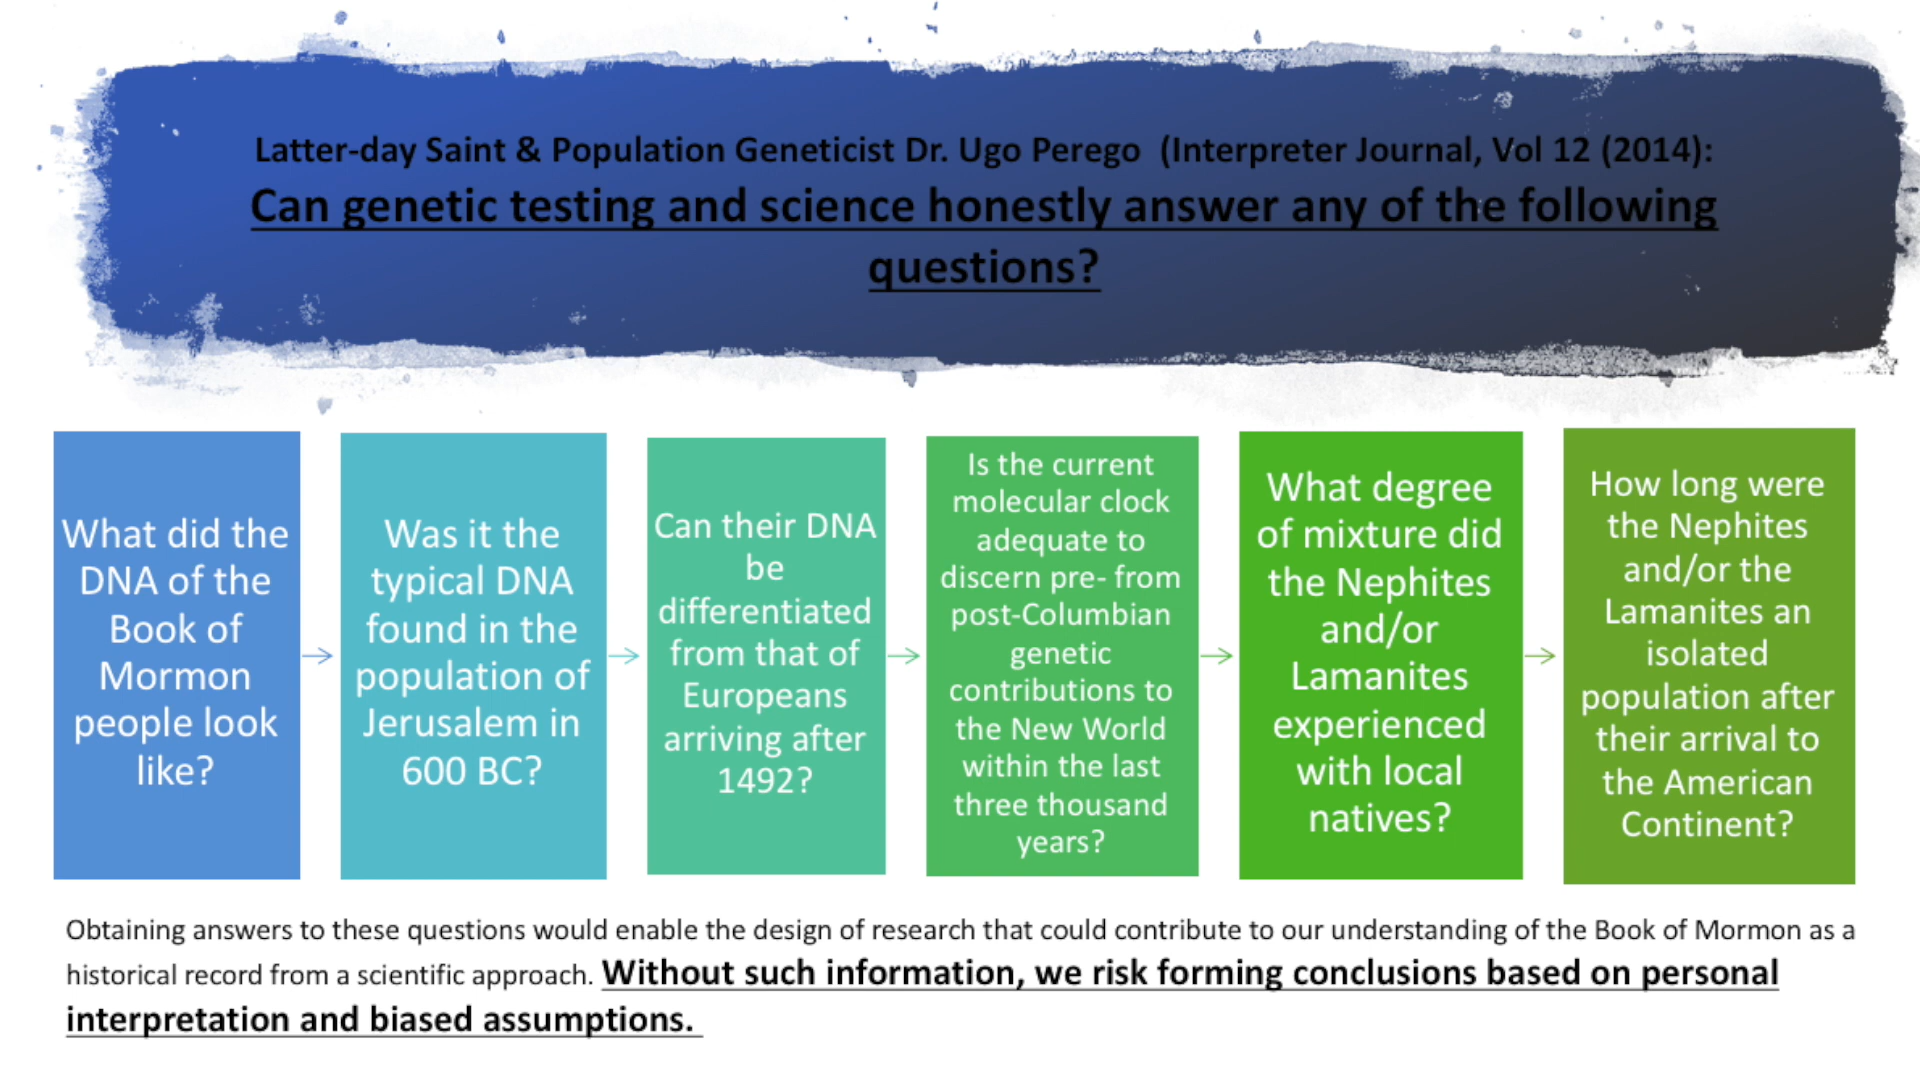 Latter-day Saint & Population Geneticist Dr. Ugo Perego (Interpreter Journal, Vol 12 (2014):
Can genetic testing and science honestly answer any of the following
questions?
What did the
DNA of the
Book of
Mormon
people look
like?
Was it the
typical DNA
found in the
population of
Jerusalem in
600 BC?
Can their DNA
be
differentiated
from that of
Europeans
arriving after
1492?
Is the current
molecular clock
adequate to
discern pre- from
post-Columbian
genetic
contributions to
the New World
within the last
three thousand
years?
What degree
of mixture did
the Nephites
and/or
Lamanites
experienced
with local
natives?
How long were
the Nephites
and/or the
Lamanites an
isolated
population after
their arrival to
the American
Continent?
Obtaining answers to these questions would enable the design of research that could contribute to our understanding of the Book of Mormon as a
historical record from a scientific approach. Without such information, we risk forming conclusions based on personal
interpretation and biased assumptions.